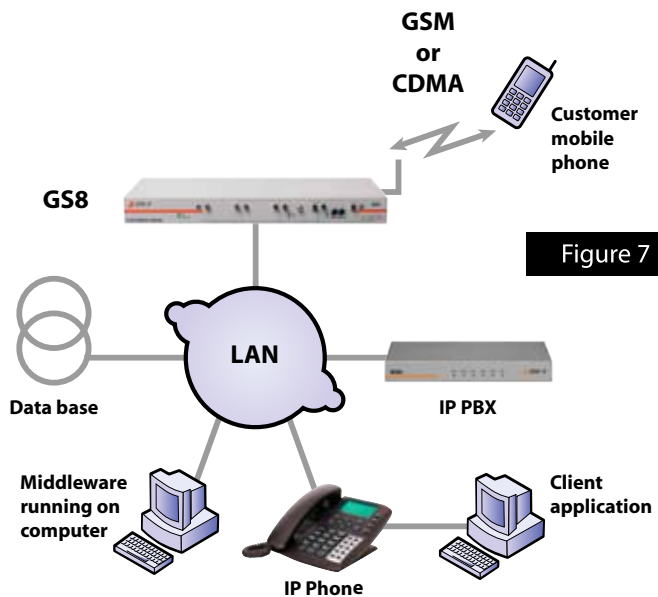 GSM
or
CDMA
Customer
mobile
phone
GS8
Figure 7
LAN
Data base
IP PBX
Middleware
running on
computer
Client
application
IP Phone